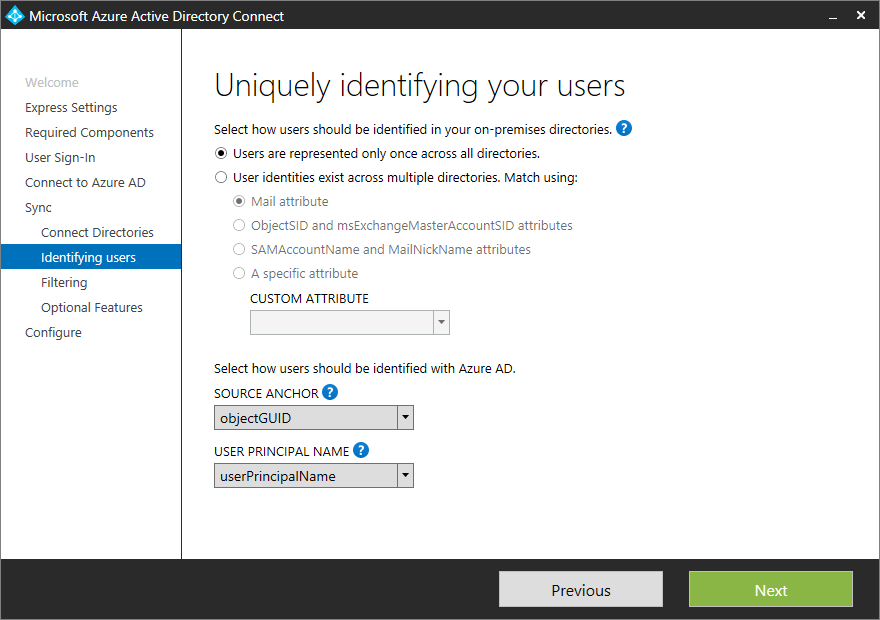 Microsoft Azure Active Directory Connect
Welcome
Express Settings
Required Components
User Sign-In
Connect to Azure AD
Sync
Connect Directories
Identifying users
Filtering
Optional Features
Configure
Uniquely identifying your users
Select how users should be identified in your on-premises directories. ?
Users are represented only once across all directories.
User identities exist across multiple directories. Match using:
Mail attribute
ObjectSID and msExchangeMasterAccountSID attributes
SAMAccountName and MailNickName attributes
A specific attribute
CUSTOM ATTRIBUTE
Select how users should be identified with Azure AD.
SOURCE ANCHOR ?
objectGUID
USER PRINCIPAL NAME ?
userPrincipalName
Previous
Next